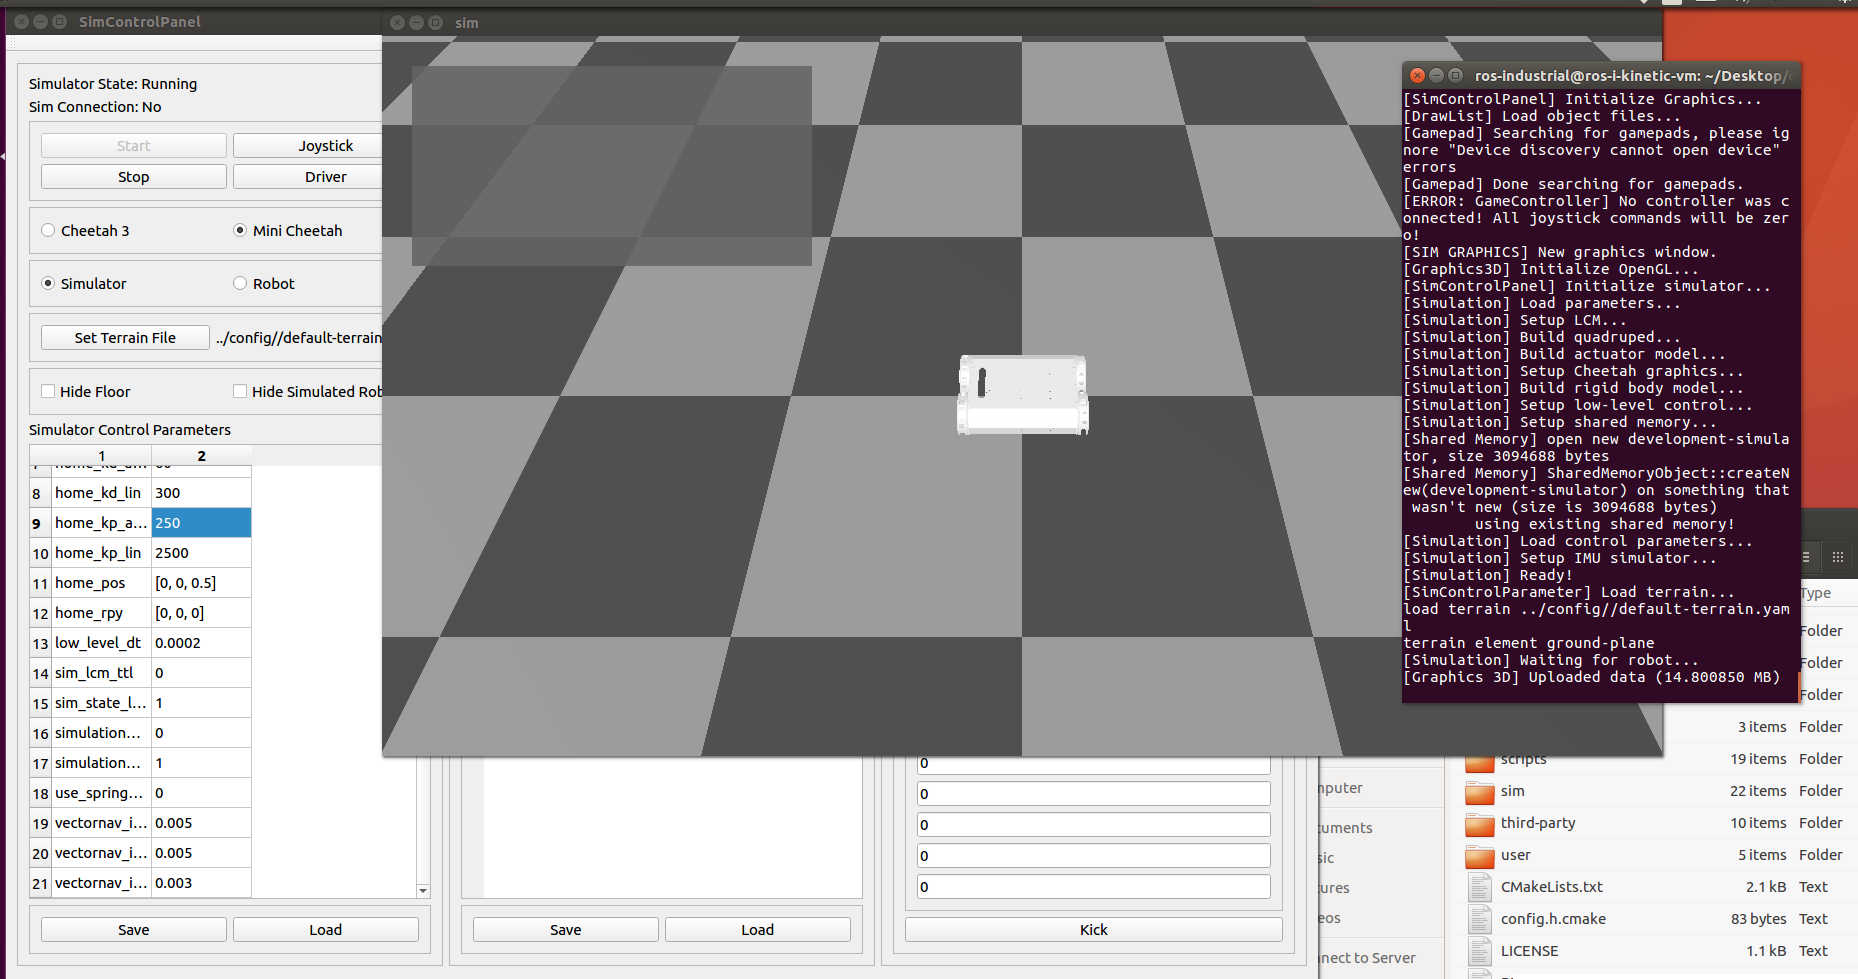 SimControlPanel
Simulator State: Running
Sim Connection: No
Start
Joystick
Stop
Driver
Cheetah 3
Mini Cheetah
Simulator
Robot
Set Terrain File
../config//default-terrain
Hide Floor
Hide Simulated Rob
Simulator Control Parameters
1
2
8 home_kd_lin 300
9 home_kp_a... 250
10 home_kp_lin 2500
11 home_pos [0, 0, 0.5]
12 home_rpy [0, 0, 0]
13 low_level_dt 0.0002
14 sim_lcm_ttl 0
15 sim_state_l... 1
16 simulation... 0
17 simulation... 1
18 use_spring... 0
19 vectornav_i... 0.005
20 vectornav_i... 0.005
21 vectornav_i... 0.003
Save
Load
Save
Load
0
0
0
0
0
Kick
sim
ros-industrial@ros-i-kinetic-vm: ~/Desktop/
[SimControlPanel] Initialize Graphics...
[DrawList] Load object files...
[Gamepad] Searching for gamepads, please ig
nore "Device discovery cannot open device"
errors
[Gamepad] Done searching for gamepads.
[ERROR: GameController] No controller was c
onnected! All joystick commands will be zer
o!
[SIM GRAPHICS] New graphics window.
[Graphics3D] Initialize OpenGL...
[SimControlPanel] Initialize simulator...
[Simulation] Load parameters...
[Simulation] Setup LCM...
[Simulation] Build quadruped...
[Simulation] Build actuator model...
[Simulation] Setup Cheetah graphics...
[Simulation] Build rigid body model...
[Simulation] Setup low-level control...
[Simulation] Setup shared memory...
[Shared Memory] open new development-simula
tor, size 3094688 bytes
[Shared Memory] SharedMemoryObject::createN
ew(development-simulator) on something that
wasn't new (size is 3094688 bytes)
using existing shared memory!
[Simulation] Load control parameters...
[Simulation] Setup IMU simulator...
[Simulation] Ready!
[SimControlParameter] Load terrain...
load terrain ../config//default-terrain.yam
l
terrain element ground-plane
[Simulation] Waiting for robot...
[Graphics 3D] Uploaded data (14.800850 MB)
Type
Folder
Folder
Folder
3 items Folder
scripts 19 items Folder
sim 22 items Folder
third-party 10 items Folder
user 5 items Folder
CMakeLists.txt 2.1 kB Text
config.h.cmake 83 bytes Text
LICENSE 1.1 kB Text
mputer
cuments
sic
tures
eos
nnect to Server